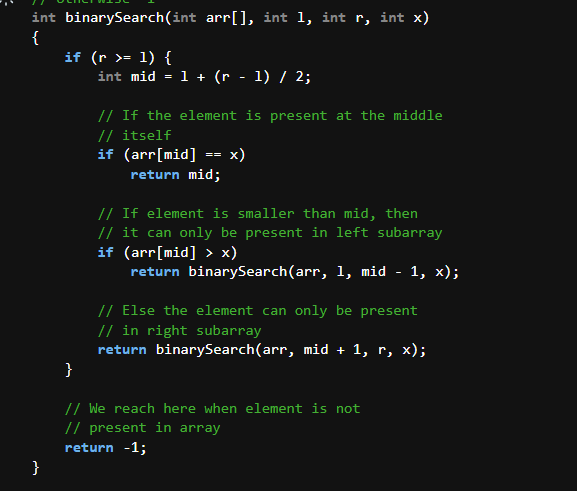 // otherwise -1
int binarySearch(int arr[], int l, int r, int x)
{
    if (r >= l) {
        int mid = l + (r - l) / 2;

        // If the element is present at the middle
        // itself
        if (arr[mid] == x)
            return mid;

        // If element is smaller than mid, then
        // it can only be present in left subarray
        if (arr[mid] > x)
            return binarySearch(arr, l, mid - 1, x);

        // Else the element can only be present
        // in right subarray
        return binarySearch(arr, mid + 1, r, x);
    }

    // We reach here when element is not
    // present in array
    return -1;
}